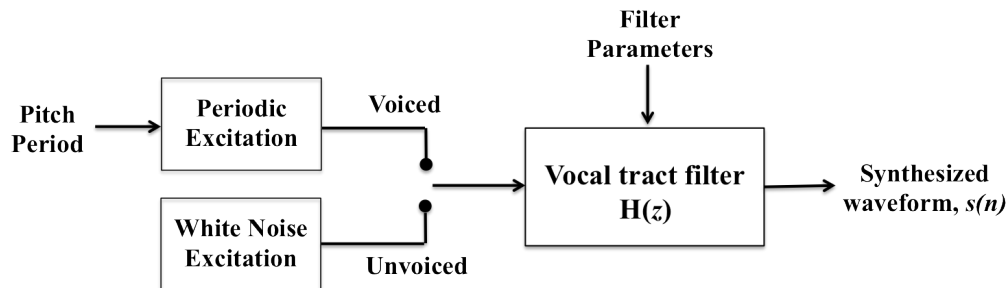 Filter
Parameters
Pitch
Period
Periodic
Excitation
Voiced
Vocal tract filter
H(z)
Synthesized
waveform, s(n)
White Noise
Excitation
Unvoiced